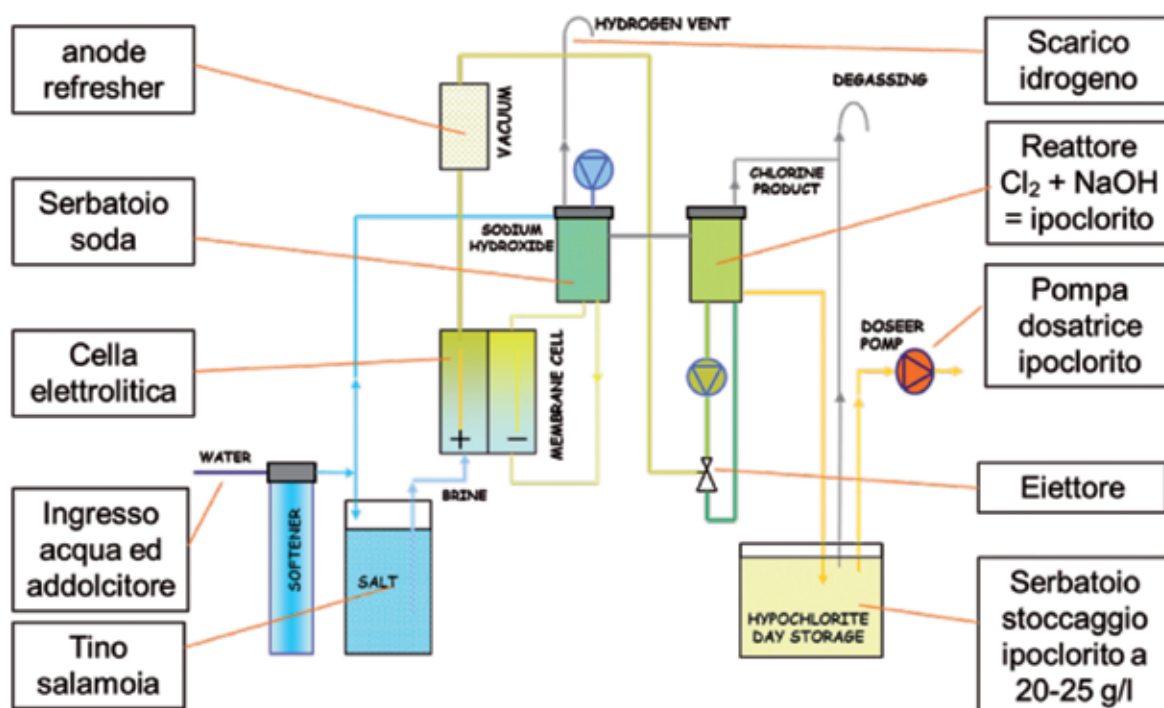 anode
refresher
Serbatoio
soda
Cella
elettrolitica
Ingresso
acqua ed
addolcitore
Tino
salamoia
HYDROGEN VENT
VACUUM
DEGASSING
CHLORINE
PRODUCT
SODIUM
HYDROXIDE
MEMBRANE CELL
+
−
DOSEER
POMP
WATER
BRINE
SOFTENER
SALT
HYPOCHLORITE
DAY STORAGE
Scarico
idrogeno
Reattore
Cl₂ + NaOH
= ipoclorito
Pompa
dosatrice
ipoclorito
Eiettore
Serbatoio
stoccaggio
ipoclorito a
20-25 g/l